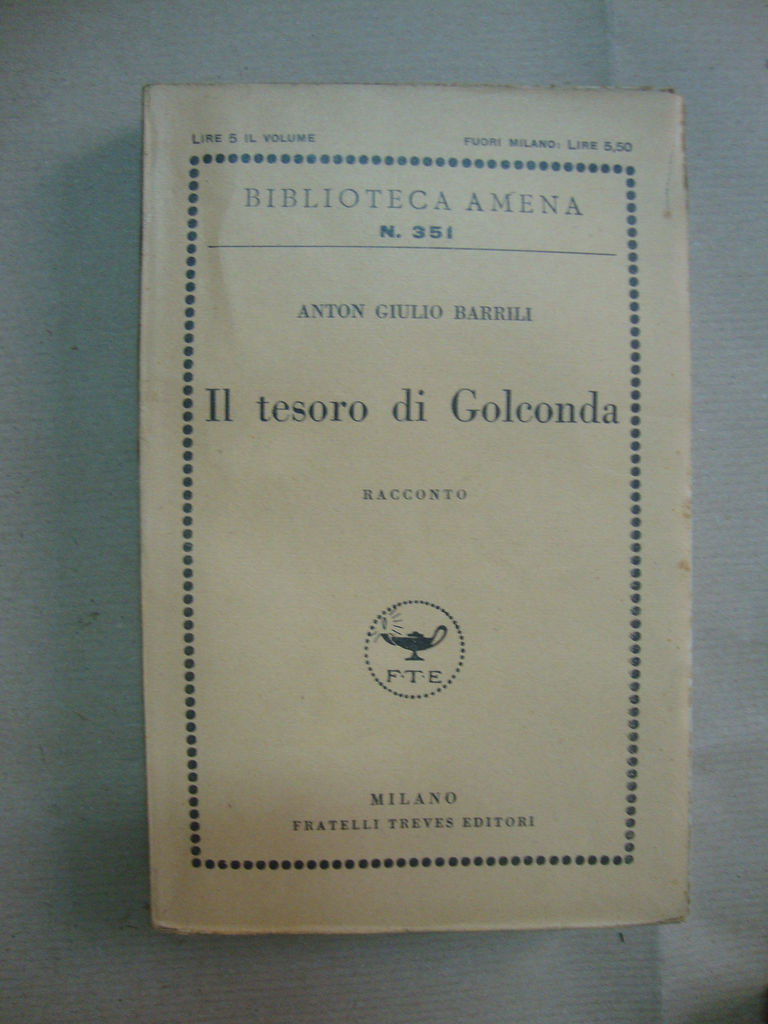 LIRE 5 IL VOLUME FUORI MILANO: LIRE 5,50
BIBLIOTECA AMENA
N. 351
ANTON GIULIO BARRILI
Il tesoro di Golconda
RACCONTO
F·T·E
MILANO
FRATELLI TREVES EDITORI